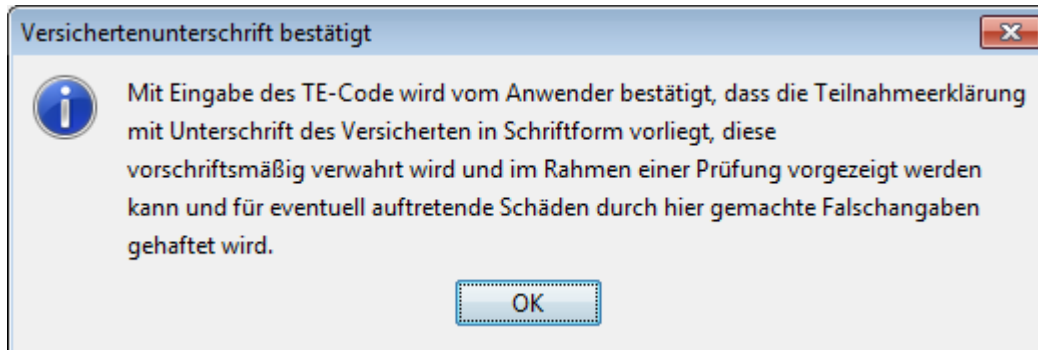 Versichertenunterschrift bestätigt
Mit Eingabe des TE-Code wird vom Anwender bestätigt, dass die Teilnahmeerklärung
mit Unterschrift des Versicherten in Schriftform vorliegt, diese
vorschriftsmäßig verwahrt wird und im Rahmen einer Prüfung vorgezeigt werden
kann und für eventuell auftretende Schäden durch hier gemachte Falschangaben
gehaftet wird.
OK